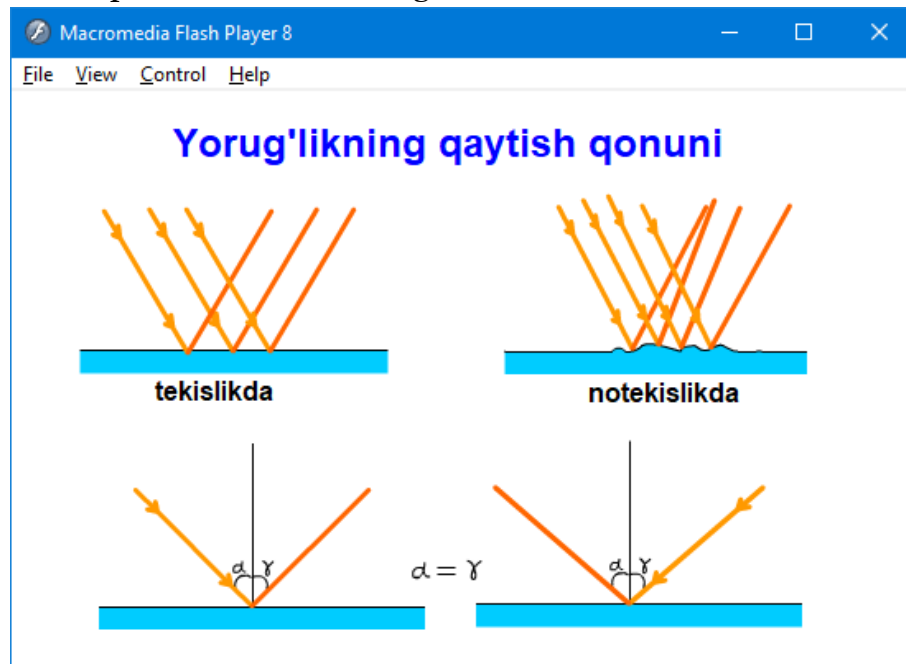 Macromedia Flash Player 8
File View Control Help
Yorug'likning qaytish qonuni
tekislikda
notekislikda
α γ
α = γ
α γ